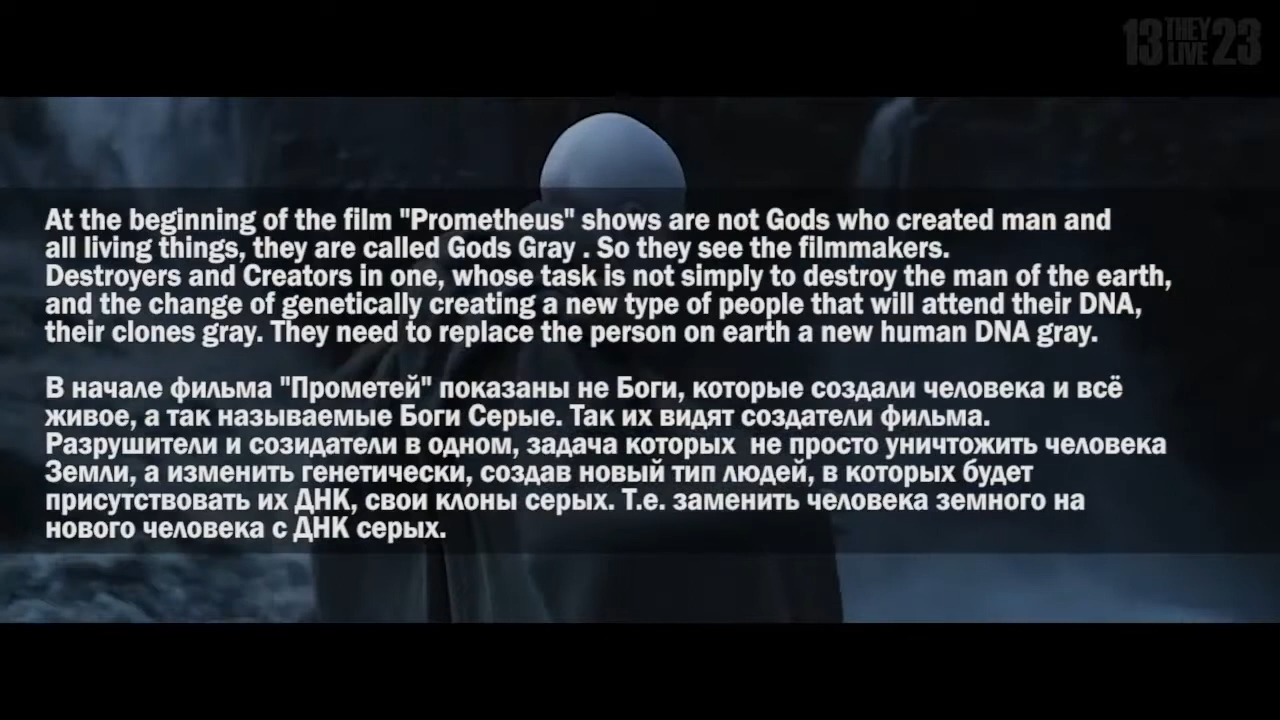 13 THEY LIVE 23
At the beginning of the film "Prometheus" shows are not Gods who created man and
all living things, they are called Gods Gray . So they see the filmmakers.
Destroyers and Creators in one, whose task is not simply to destroy the man of the earth,
and the change of genetically creating a new type of people that will attend their DNA,
their clones gray. They need to replace the person on earth a new human DNA gray.
В начале фильма "Прометей" показаны не Боги, которые создали человека и всё
живое, а так называемые Боги Серые. Так их видят создатели фильма.
Разрушители и созидатели в одном, задача которых  не просто уничтожить человека
Земли, а изменить генетически, создав новый тип людей, в которых будет
присутствовать их ДНК, свои клоны серых. Т.е. заменить человека земного на
нового человека с ДНК серых.